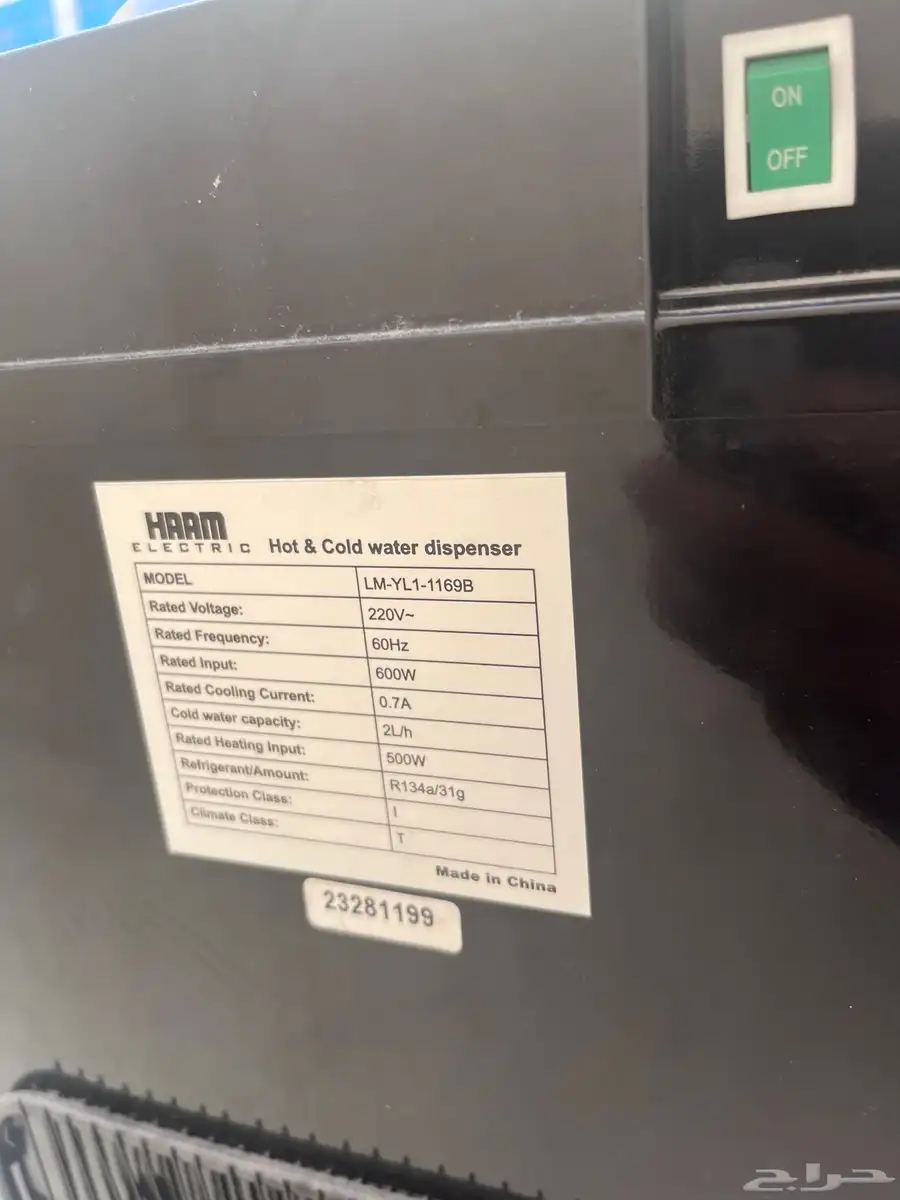 ON
OFF
HAAM
ELECTRIC
Hot & Cold water dispenser
MODEL LM-YL1-1169B
Rated Voltage: 220V~
Rated Frequency: 60Hz
Rated Input: 600W
Rated Cooling Current: 0.7A
Cold water capacity: 2L/h
Rated Heating Input: 500W
Refrigerant/Amount: R134a/31g
Protection Class: I
Climate Class: T
Made in China
23281199
حراج